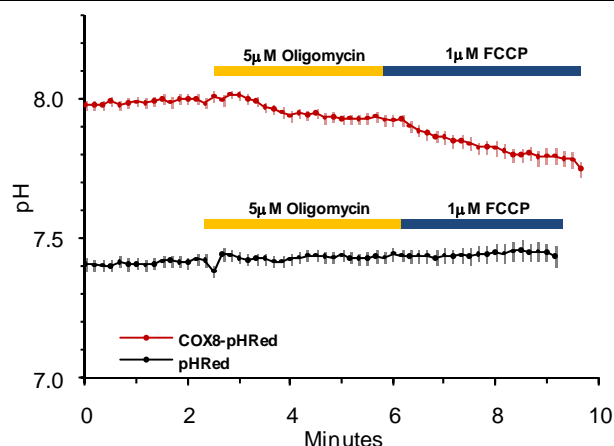 5μM Oligomycin 1μM FCCP
8.0
5μM Oligomycin 1μM FCCP
pH
7.5
COX8-pHRed
pHRed
7.0
0 2 4 6 8 10
Minutes